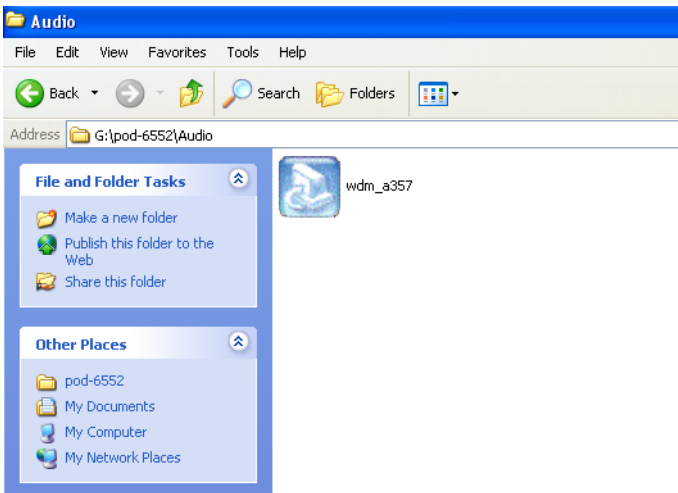 Audio
File Edit View Favorites Tools Help
Back Search Folders
Address G:\pod-6552\Audio
File and Folder Tasks
Make a new folder
Publish this folder to the
Web
Share this folder
Other Places
pod-6552
My Documents
My Computer
My Network Places
wdm_a357